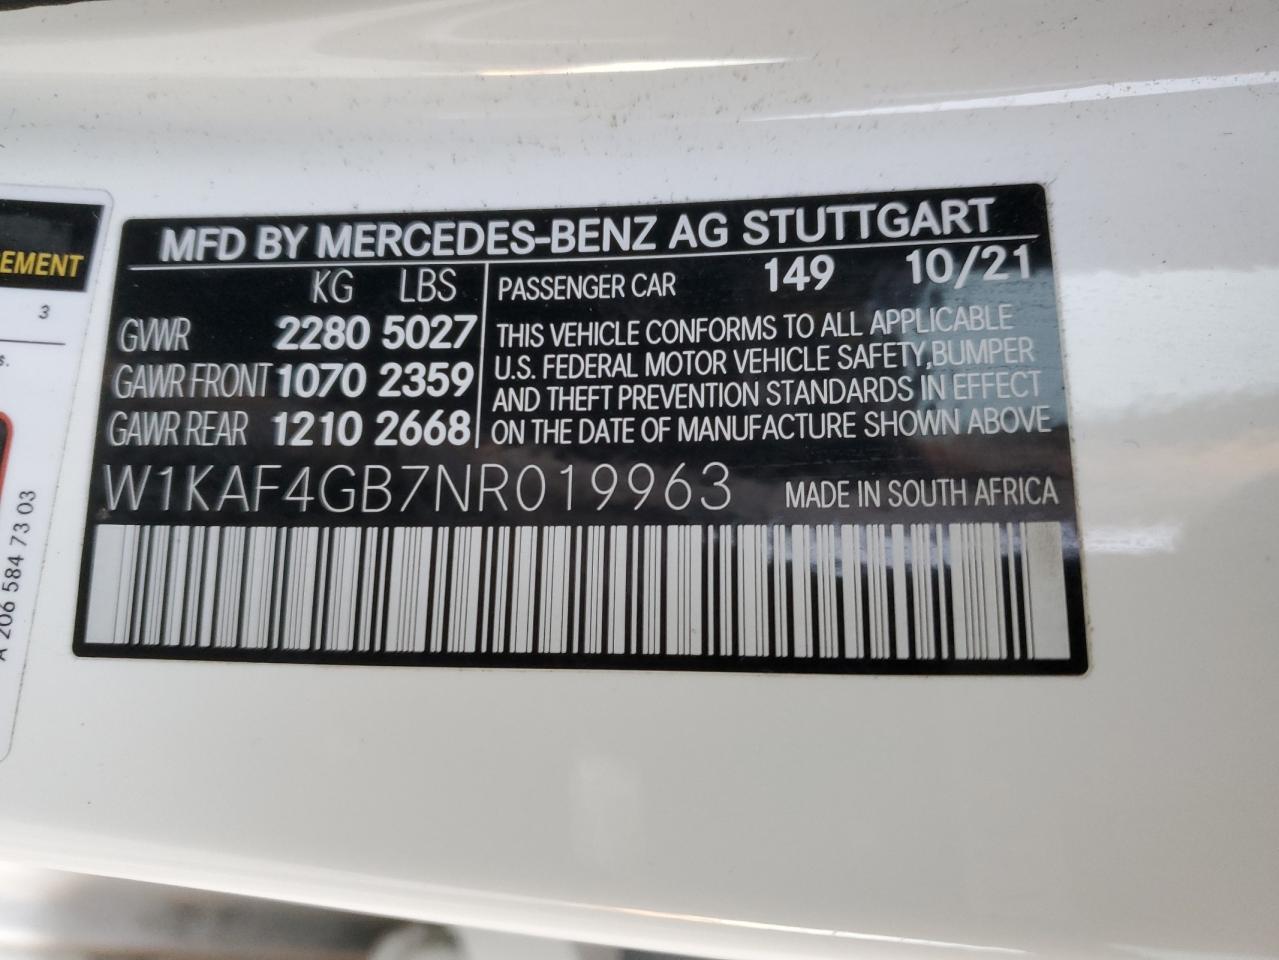 EMENT
3
s.
A 206 584 73 03
MFD BY MERCEDES-BENZ AG STUTTGART
KG LBS
GVWR 2280 5027
GAWR FRONT 1070 2359
GAWR REAR 1210 2668
PASSENGER CAR 149 10/21
THIS VEHICLE CONFORMS TO ALL APPLICABLE
U.S. FEDERAL MOTOR VEHICLE SAFETY,BUMPER
AND THEFT PREVENTION STANDARDS IN EFFECT
ON THE DATE OF MANUFACTURE SHOWN ABOVE
W1KAF4GB7NR019963 MADE IN SOUTH AFRICA